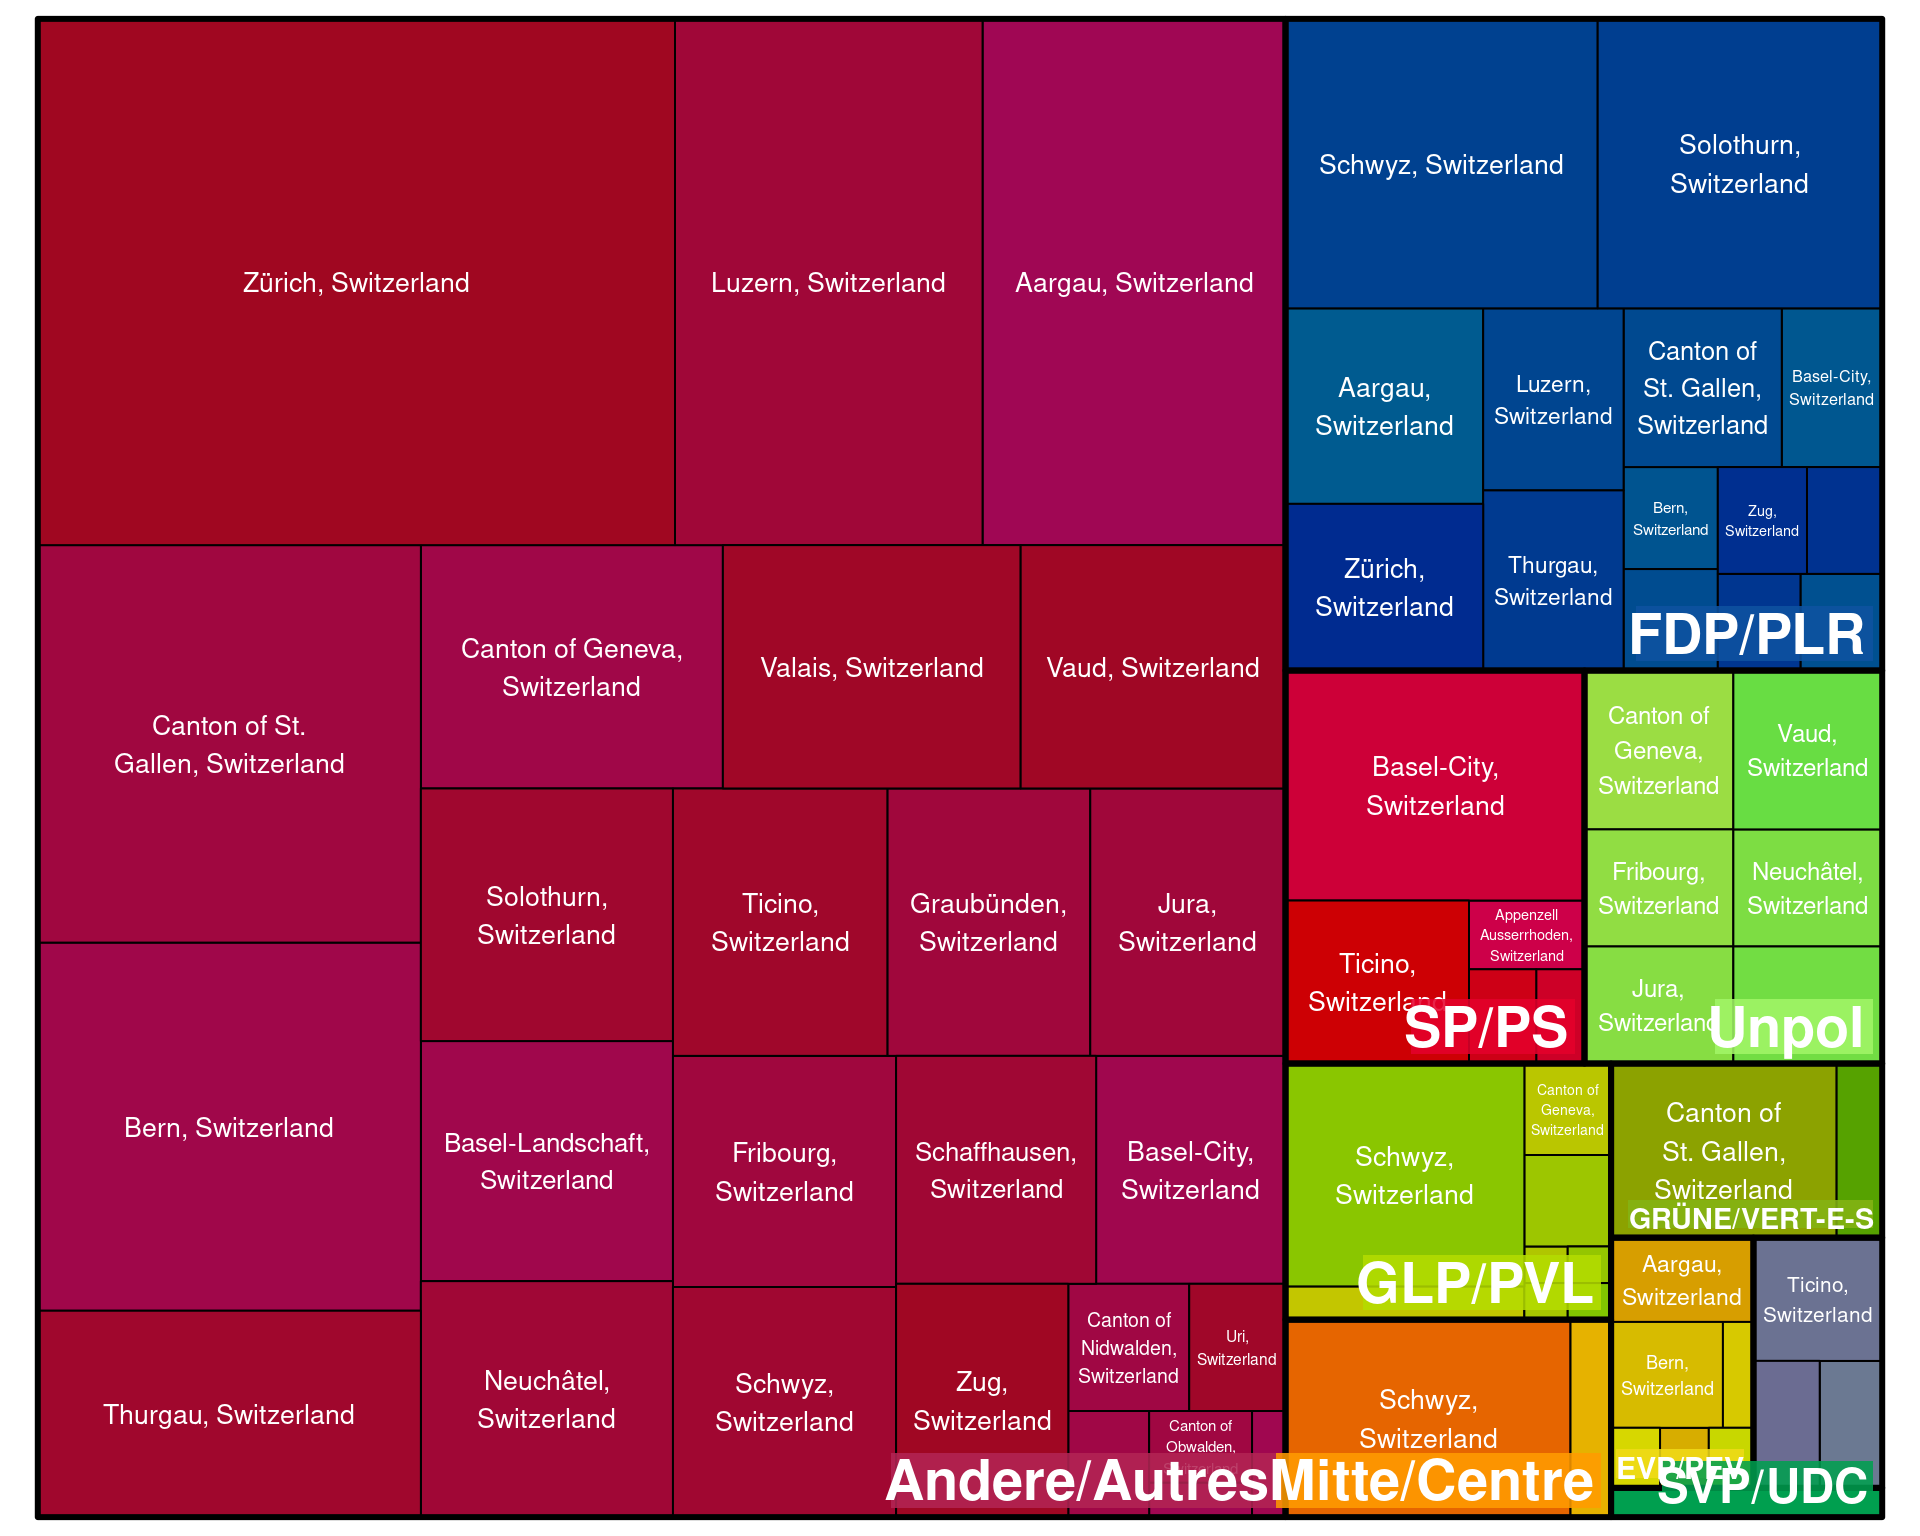 Zürich, Switzerland
Luzern, Switzerland
Aargau, Switzerland
Canton of St.
Gallen, Switzerland
Canton of Geneva,
Switzerland
Valais, Switzerland
Vaud, Switzerland
Bern, Switzerland
Solothurn,
Switzerland
Ticino,
Switzerland
Graubünden,
Switzerland
Jura,
Switzerland
Basel-Landschaft,
Switzerland
Fribourg,
Switzerland
Schaffhausen,
Switzerland
Basel-City,
Switzerland
Thurgau, Switzerland
Neuchâtel,
Switzerland
Schwyz,
Switzerland
Zug,
Switzerland
Canton of
Nidwalden,
Switzerland
Uri,
Switzerland
Canton of
Obwalden,
Switzerland
Andere/Autres
Schwyz, Switzerland
Solothurn,
Switzerland
Aargau,
Switzerland
Luzern,
Switzerland
Canton of
St. Gallen,
Switzerland
Basel-City,
Switzerland
Zürich,
Switzerland
Thurgau,
Switzerland
Bern,
Switzerland
Zug,
Switzerland
FDP/PLR
Basel-City,
Switzerland
Ticino,
Switzerland
Appenzell
Ausserrhoden,
Switzerland
SP/PS
Canton of
Geneva,
Switzerland
Vaud,
Switzerland
Fribourg,
Switzerland
Neuchâtel,
Switzerland
Jura,
Switzerland
Unpol
Schwyz,
Switzerland
Canton of
Geneva,
Switzerland
GLP/PVL
Canton of
St. Gallen,
Switzerland
GRÜNE/VERT-E-S
Schwyz,
Switzerland
Mitte/Centre
Aargau,
Switzerland
Bern,
Switzerland
EVP/PEV
Ticino,
Switzerland
SVP/UDC